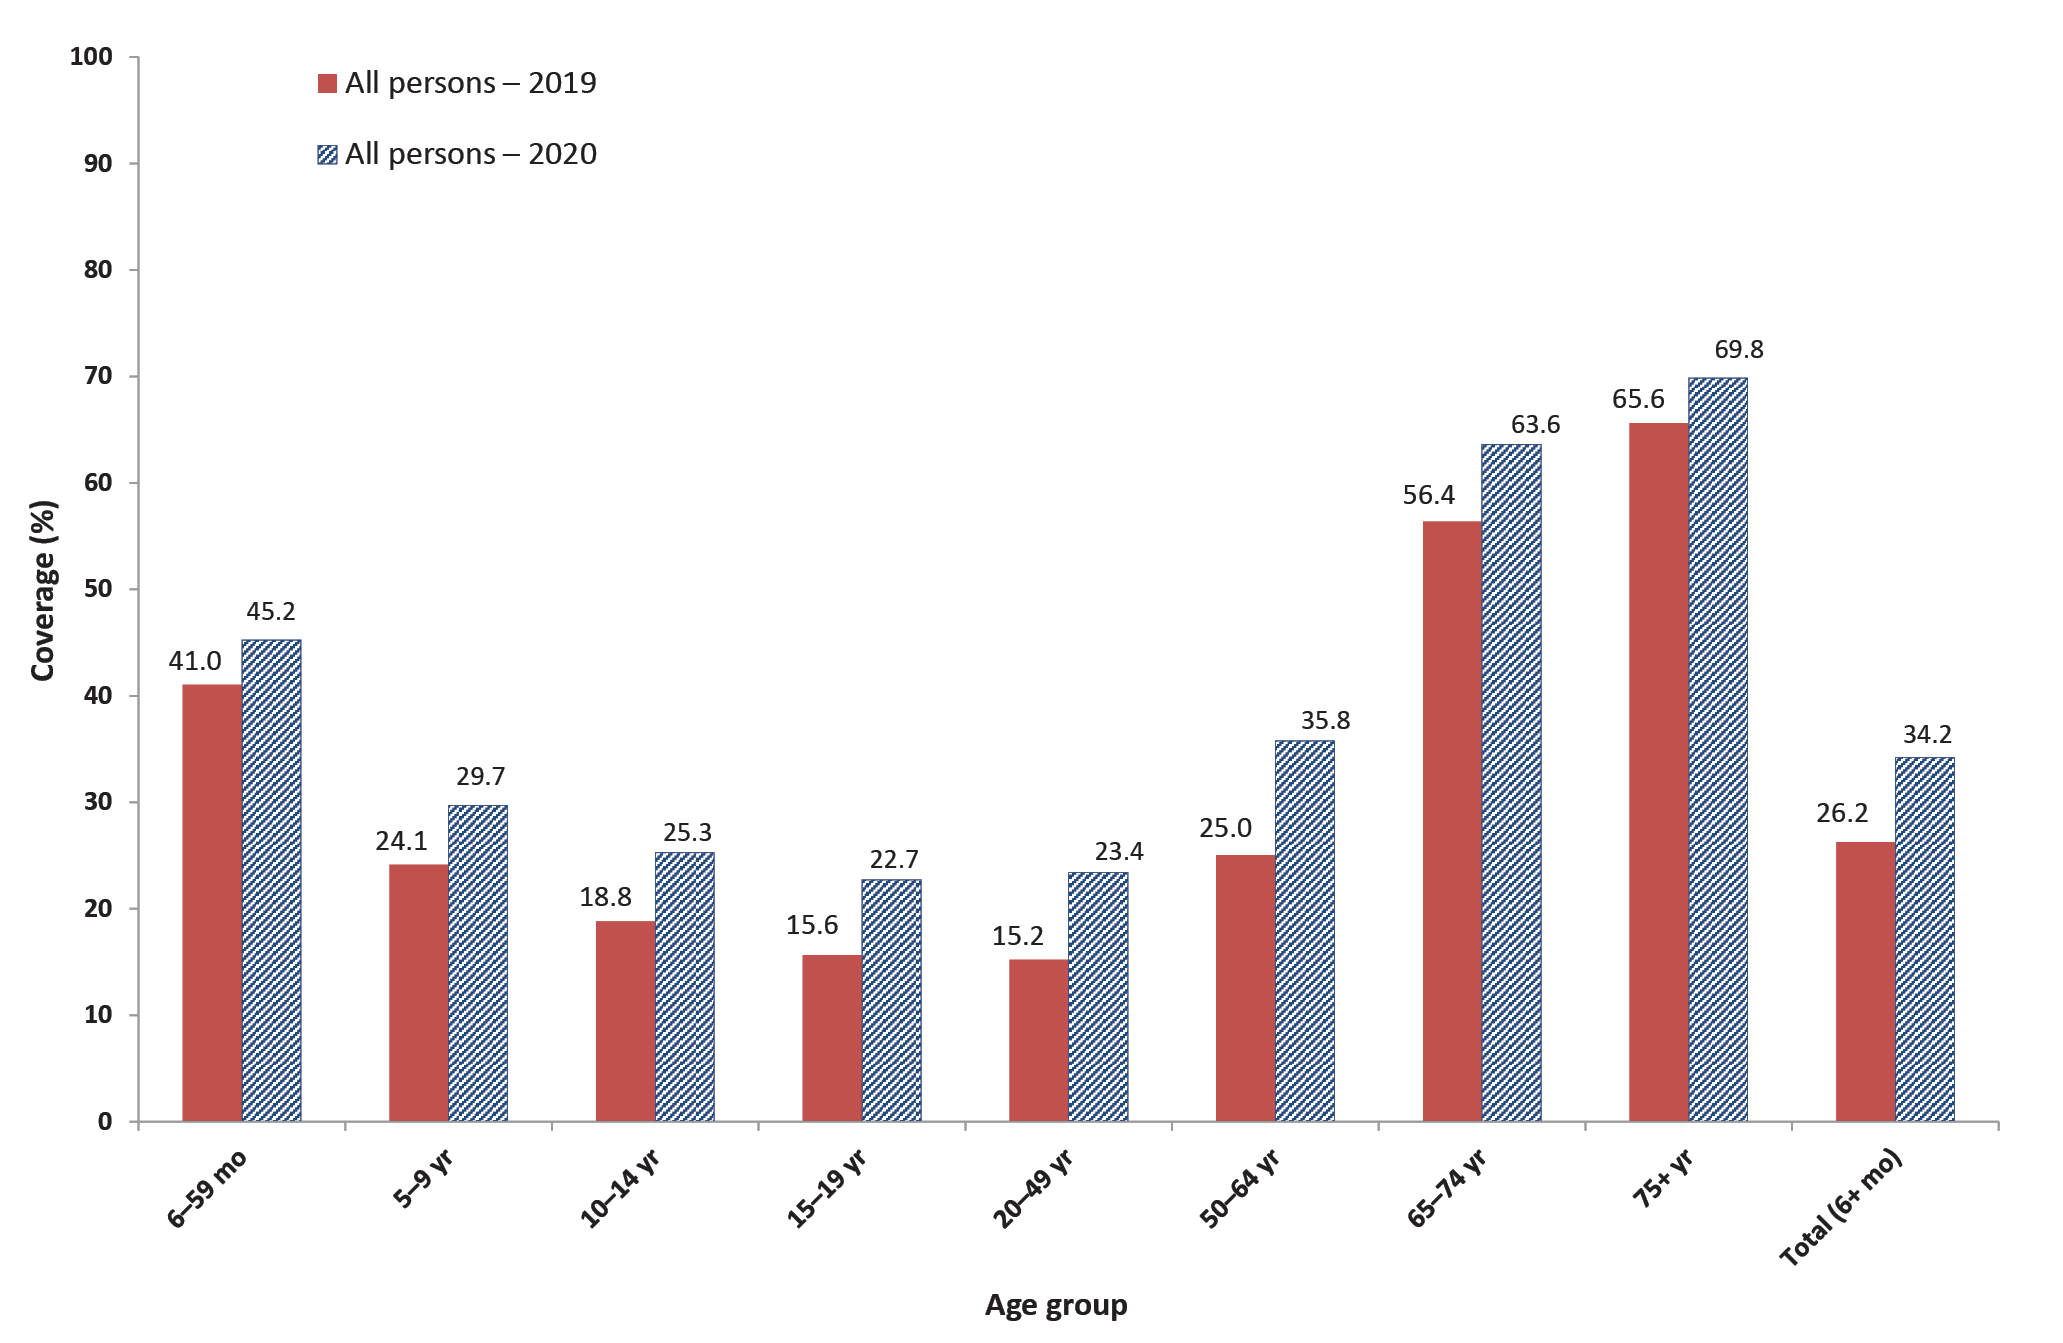 100
90
80
70
60
50
40
30
20
10
0
Coverage (%)
All persons – 2019
All persons – 2020
41.0
45.2
24.1
29.7
18.8
25.3
15.6
22.7
15.2
23.4
25.0
35.8
56.4
63.6
65.6
69.8
26.2
34.2
6–59 mo
5–9 yr
10–14 yr
15–19 yr
20–49 yr
50–64 yr
65–74 yr
75+ yr
Total (6+ mo)
Age group